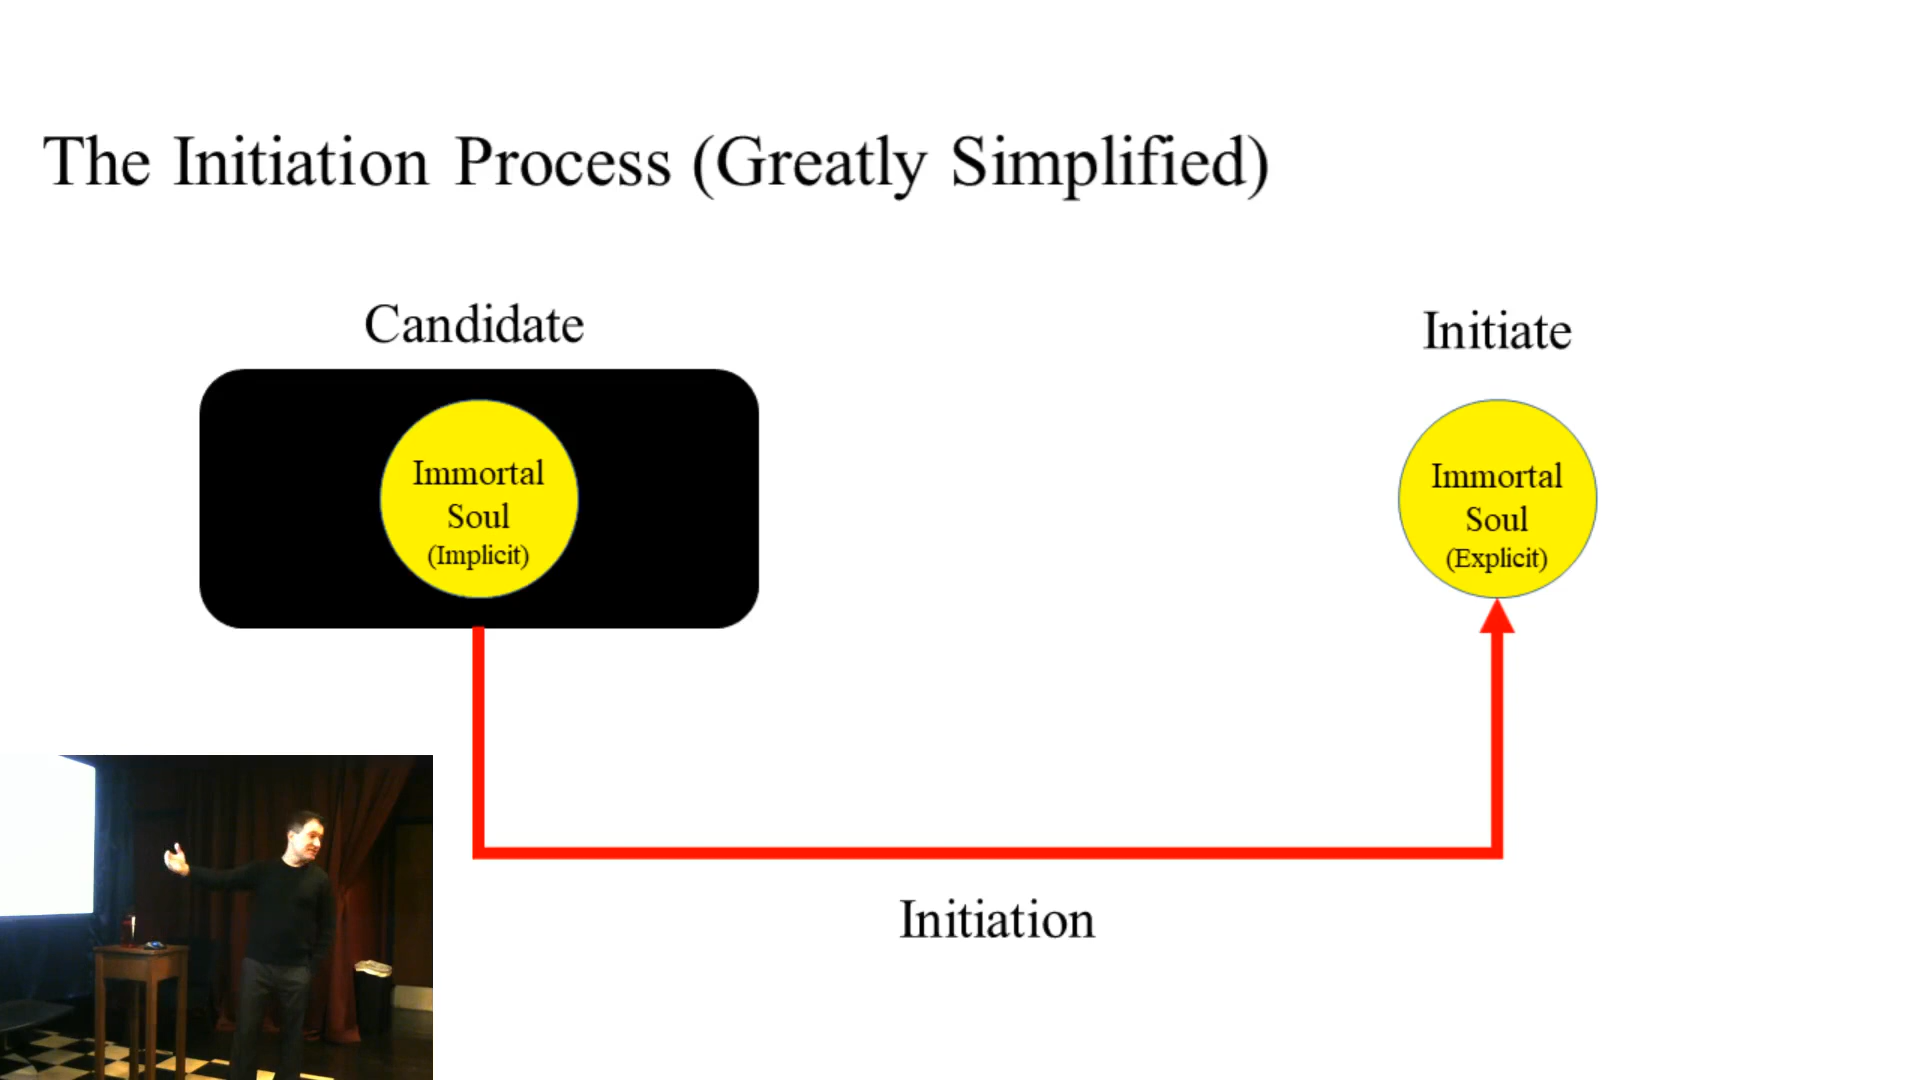 The Initiation Process (Greatly Simplified)
Candidate
Initiate
Immortal
Soul
(Implicit)
Immortal
Soul
(Explicit)
Initiation